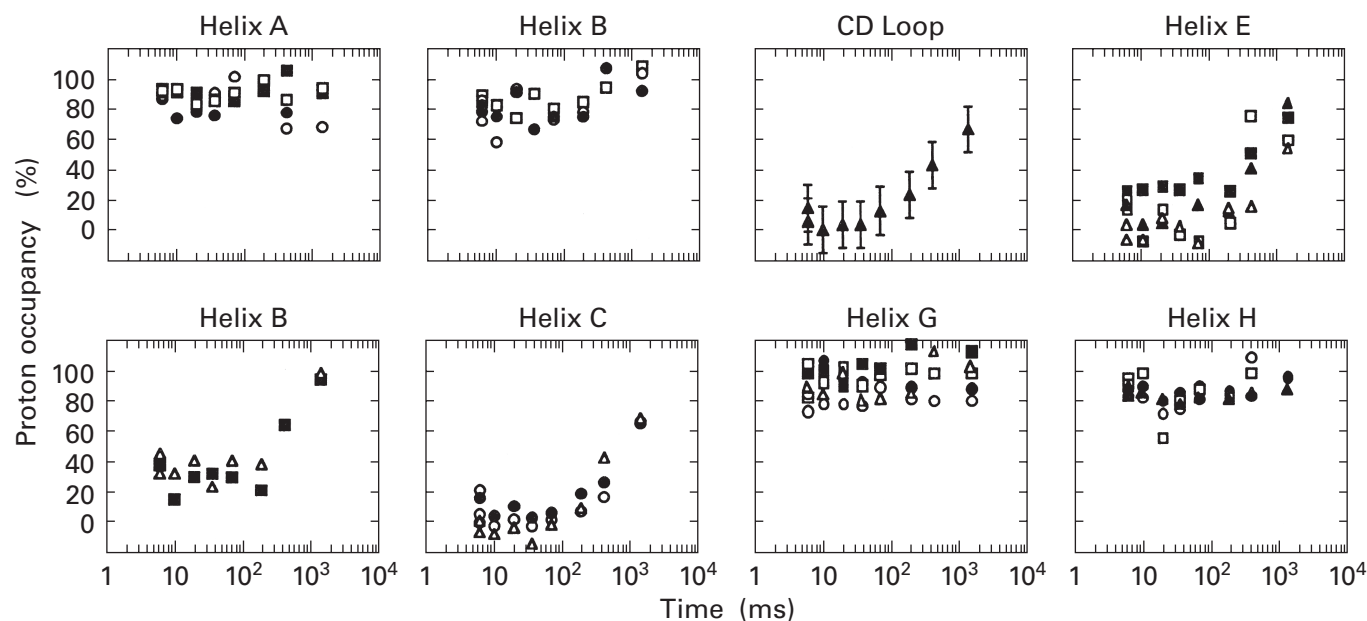 Helix A
Helix B
CD Loop
Helix E
100
80
60
40
20
0
Helix B
Helix C
Helix G
Helix H
100
80
60
40
20
0
Proton occupancy (%)
1 10 10² 10³ 10⁴
1 10 10² 10³ 10⁴
1 10 10² 10³ 10⁴
1 10 10² 10³ 10⁴
Time (ms)